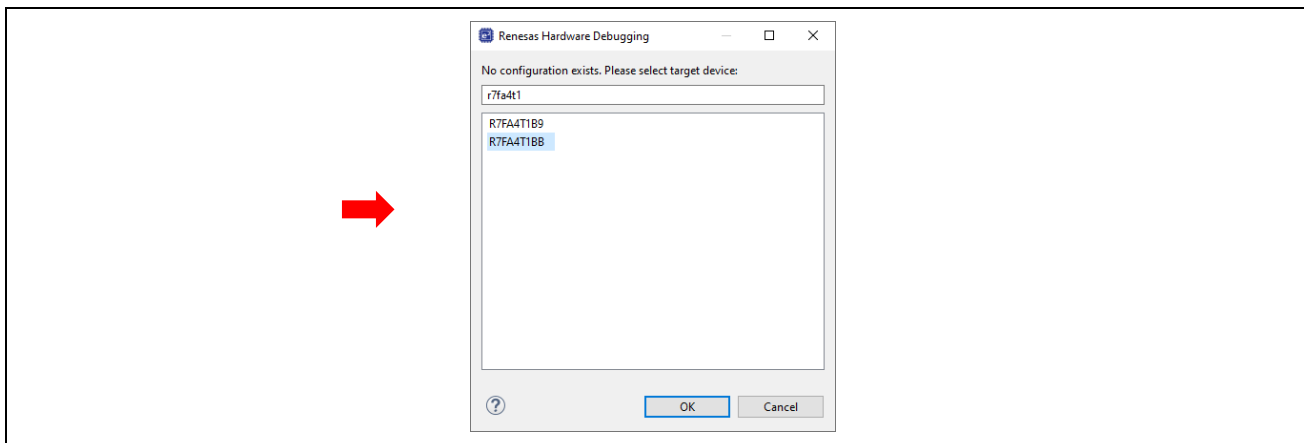 Renesas Hardware Debugging
No configuration exists. Please select target device:
r7fa4t1
R7FA4T1B9
R7FA4T1BB
OK
Cancel